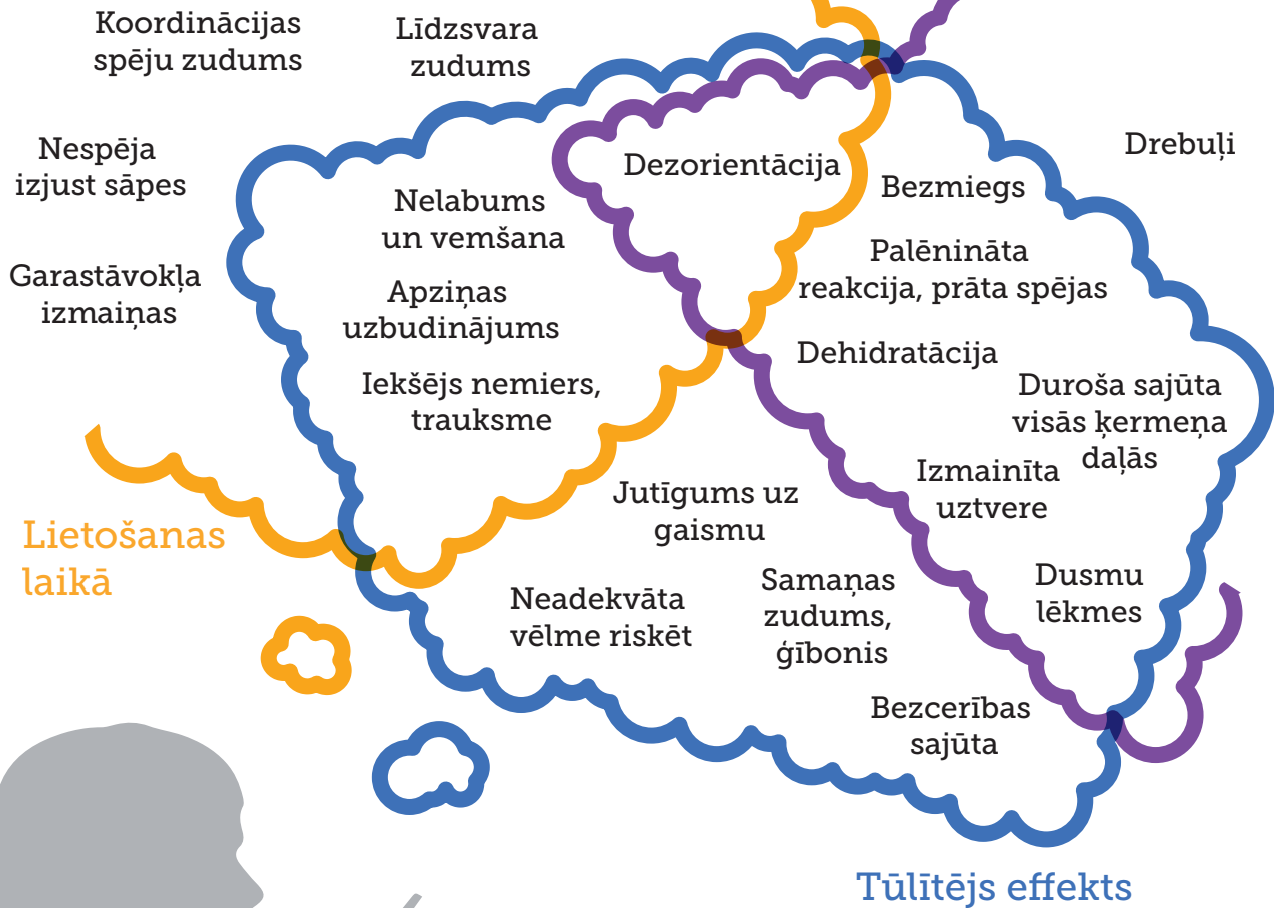 Koordinācijas
spēju zudums
Līdzsvara
zudums
Nespēja
izjust sāpes
Garastāvokļa
izmaiņas
Nelabums
un vemšana
Apziņas
uzbudinājums
Iekšējs nemiers,
trauksme
Dezorientācija
Drebuļi
Bezmiegs
Palēnināta
reakcija, prāta spējas
Dehidratācija
Duroša sajūta
visās ķermeņa
daļās
Izmainīta
uztvere
Dusmu
lēkmes
Jutīgums uz
gaismu
Neadekvāta
vēlme riskēt
Samaņas
zudums,
ģībonis
Bezcerības
sajūta
Lietošanas
laikā
Tūlītējs effekts